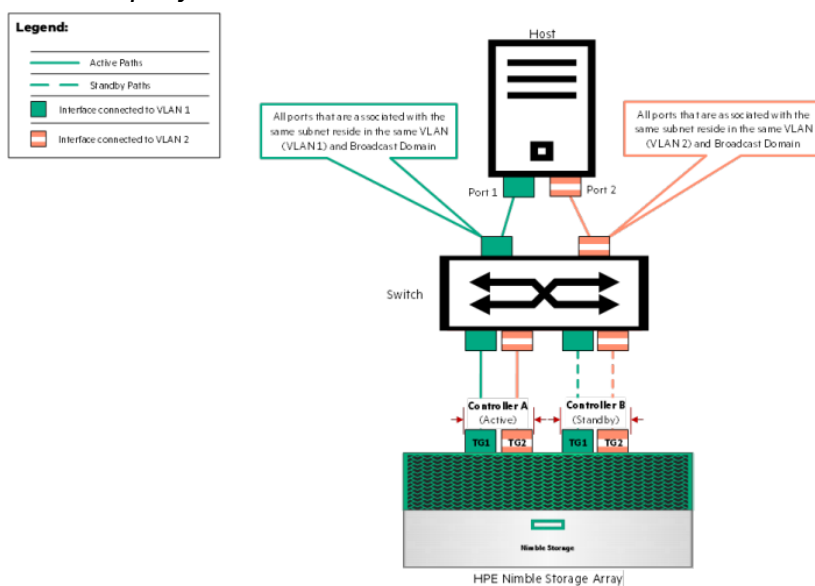 Legend:
Active Paths
Standby Paths
Interface connected to VLAN 1
Interface connected to VLAN 2
Host
All ports that are associated with the
same subnet reside in the same VLAN
(VLAN 1) and Broadcast Domain
All ports that are associated with the
same subnet reside in the same VLAN
(VLAN 2) and Broadcast Domain
Port 1
Port 2
Switch
Controller A
(Active)
Controller B
(Standby)
TG1
TG2
TG1
TG2
Nimble Storage
HPE Nimble Storage Array